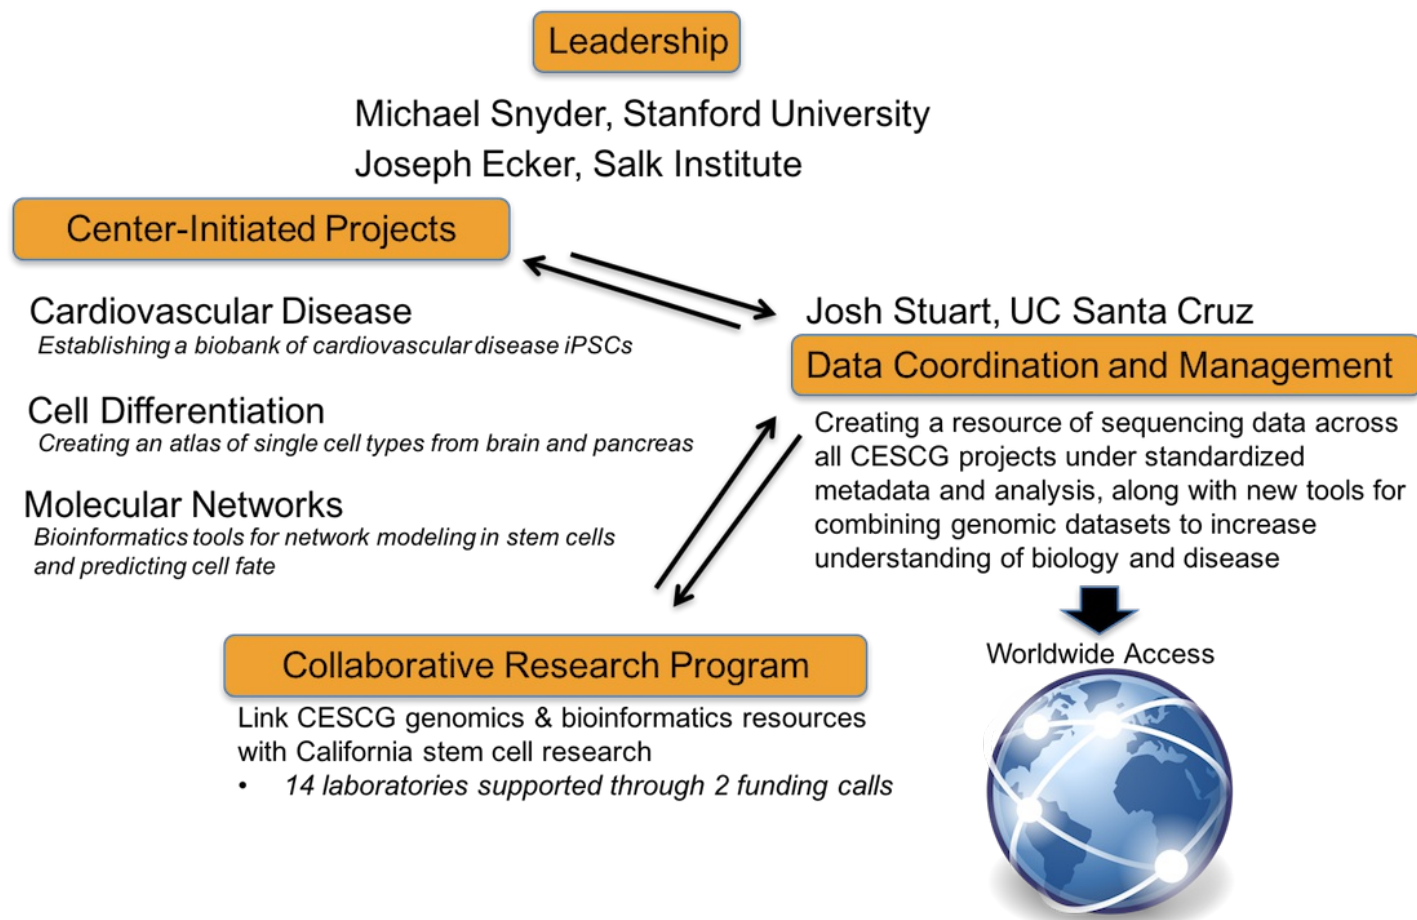 Leadership
Michael Snyder, Stanford University
Joseph Ecker, Salk Institute
Center-Initiated Projects
Cardiovascular Disease
Establishing a biobank of cardiovascular disease iPSCs
Cell Differentiation
Creating an atlas of single cell types from brain and pancreas
Molecular Networks
Bioinformatics tools for network modeling in stem cells
and predicting cell fate
Josh Stuart, UC Santa Cruz
Data Coordination and Management
Creating a resource of sequencing data across
all CESCG projects under standardized
metadata and analysis, along with new tools for
combining genomic datasets to increase
understanding of biology and disease
Worldwide Access
Collaborative Research Program
Link CESCG genomics & bioinformatics resources
with California stem cell research
• 14 laboratories supported through 2 funding calls